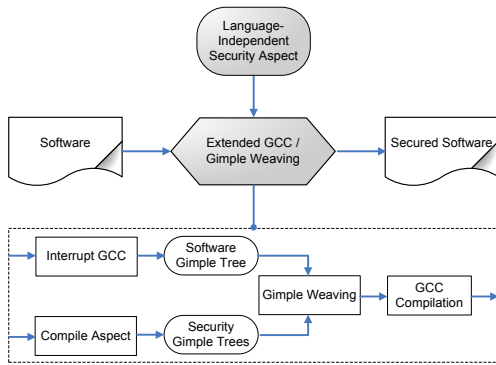 Language-
Independent
Security Aspect
Software
Extended GCC /
Gimple Weaving
Secured Software
Interrupt GCC
Software
Gimple Tree
Gimple Weaving
GCC
Compilation
Compile Aspect
Security
Gimple Trees